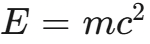 E = mc²